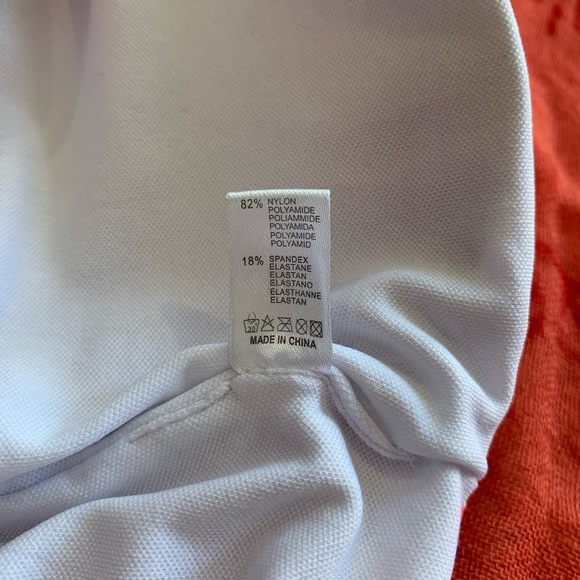 82% NYLON
POLYAMIDE
POLIAMMIDE
POLYAMIDA
POLYAMIDE
POLYAMID
18% SPANDEX
ELASTANE
ELASTAN
ELASTANO
ELASTHANNE
ELASTAN
30
MADE IN CHINA